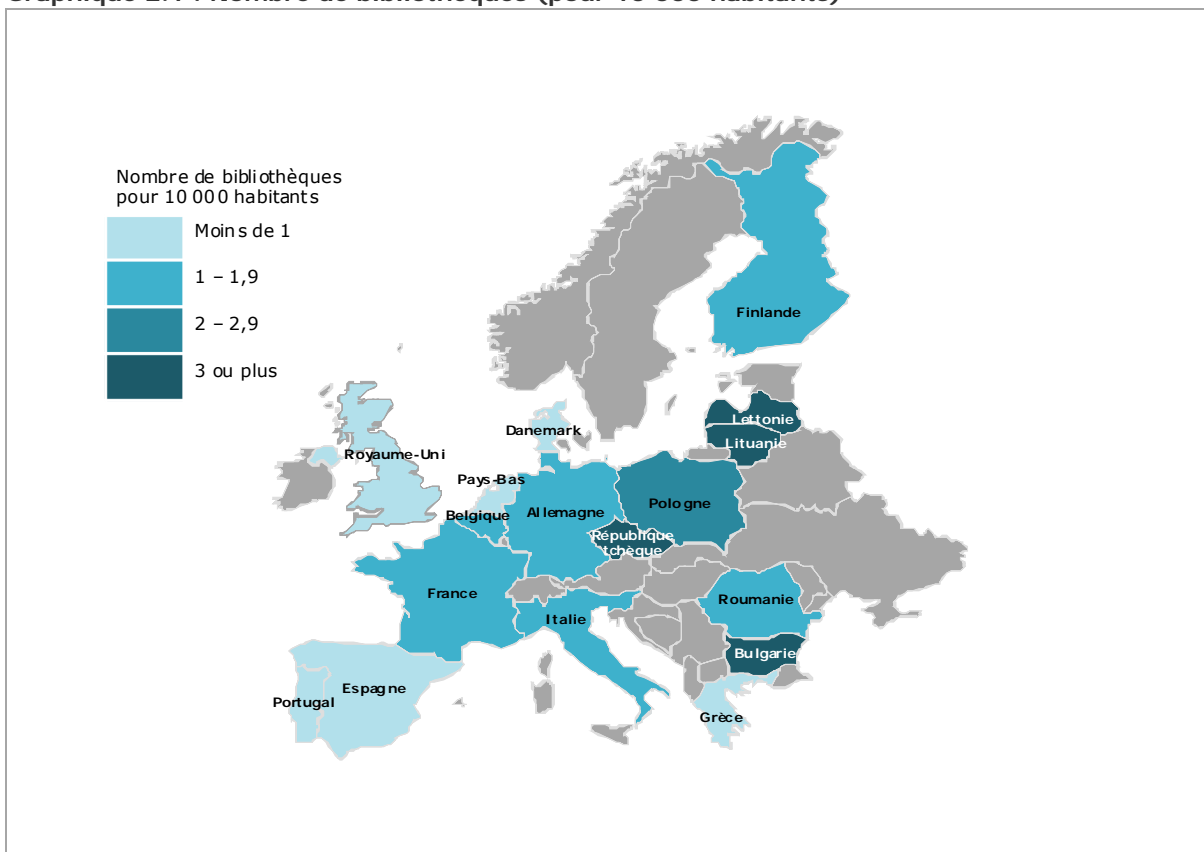 Nombre de bibliothèques
pour 10 000 habitants
Moins de 1
1 – 1,9
2 – 2,9
3 ou plus
Finlande
Lettonie
Lituanie
Danemark
Royaume-Uni
Pays-Bas
Belgique
Allemagne
Pologne
République
tchèque
France
Roumanie
Italie
Bulgarie
Espagne
Portugal
Grèce